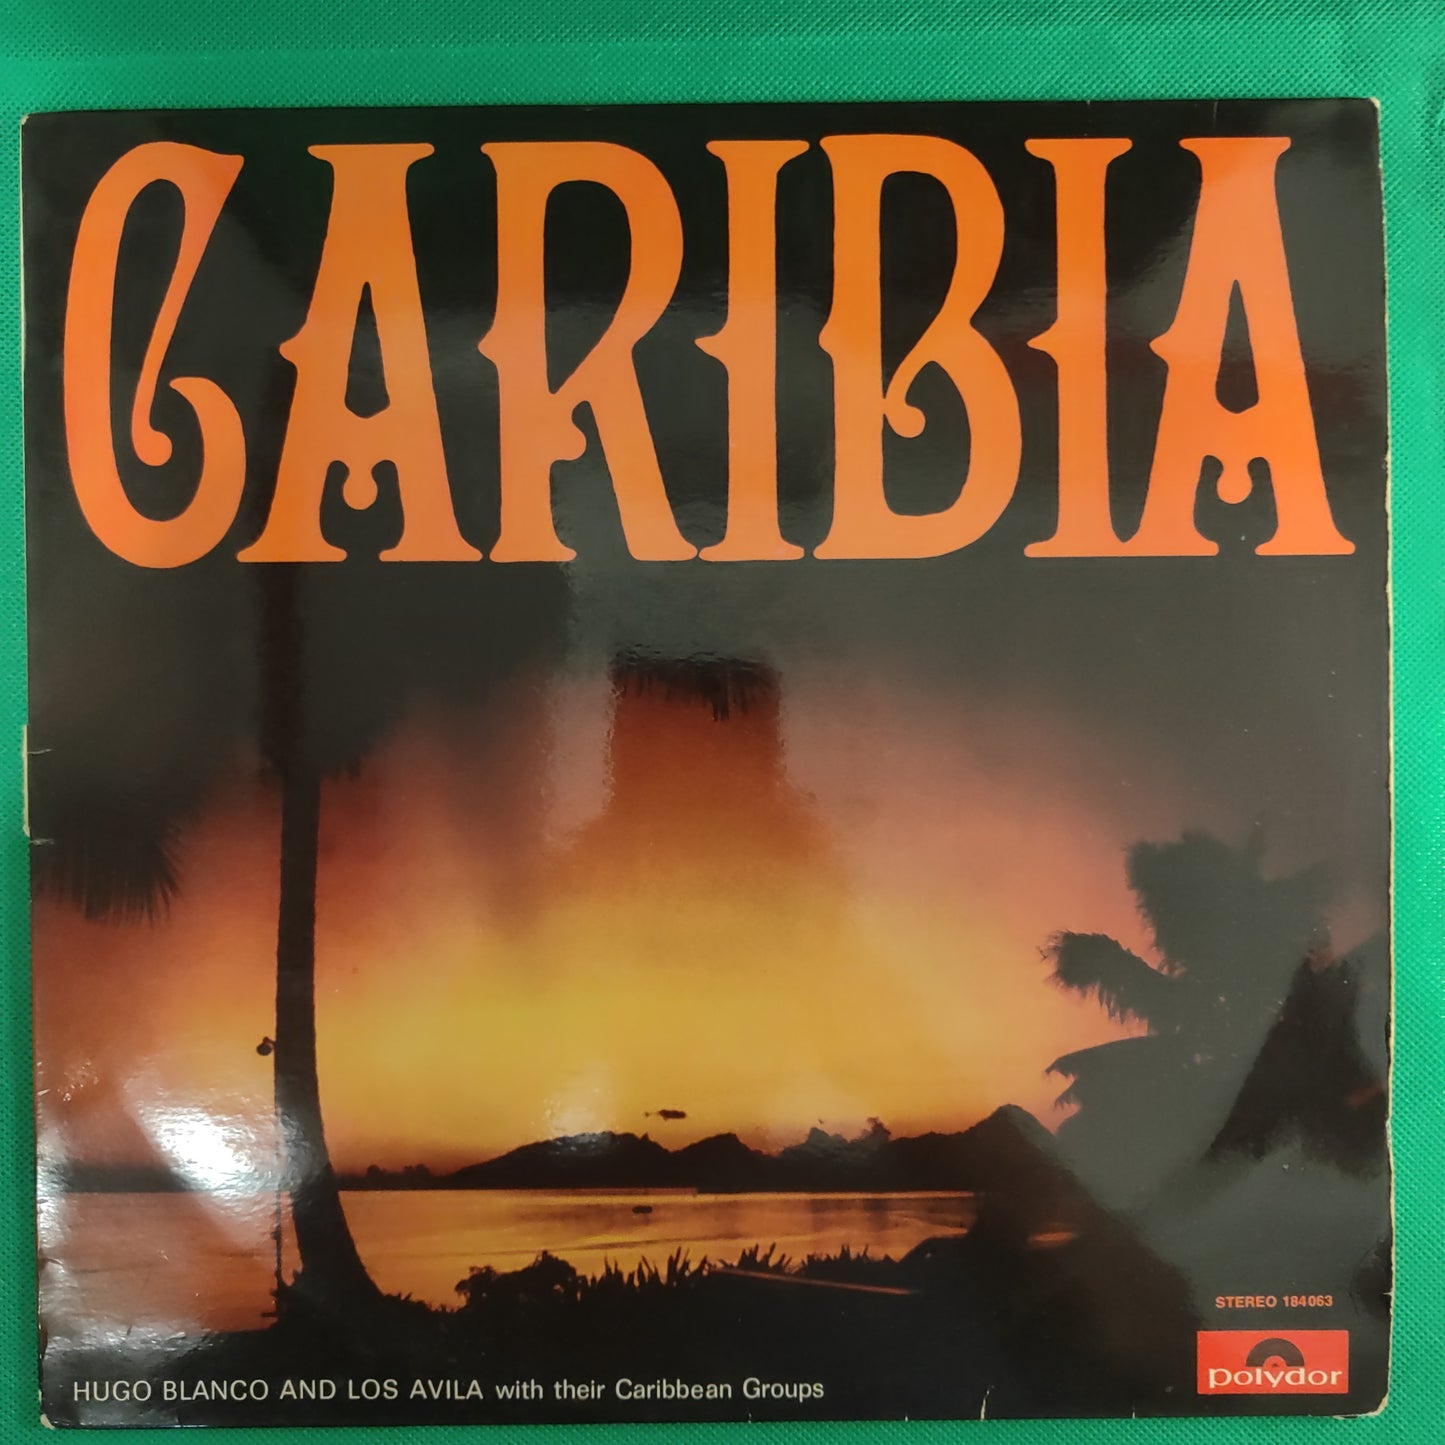 CARIBIA
STEREO 184063
polydor
HUGO BLANCO AND LOS AVILA with their Caribbean Groups